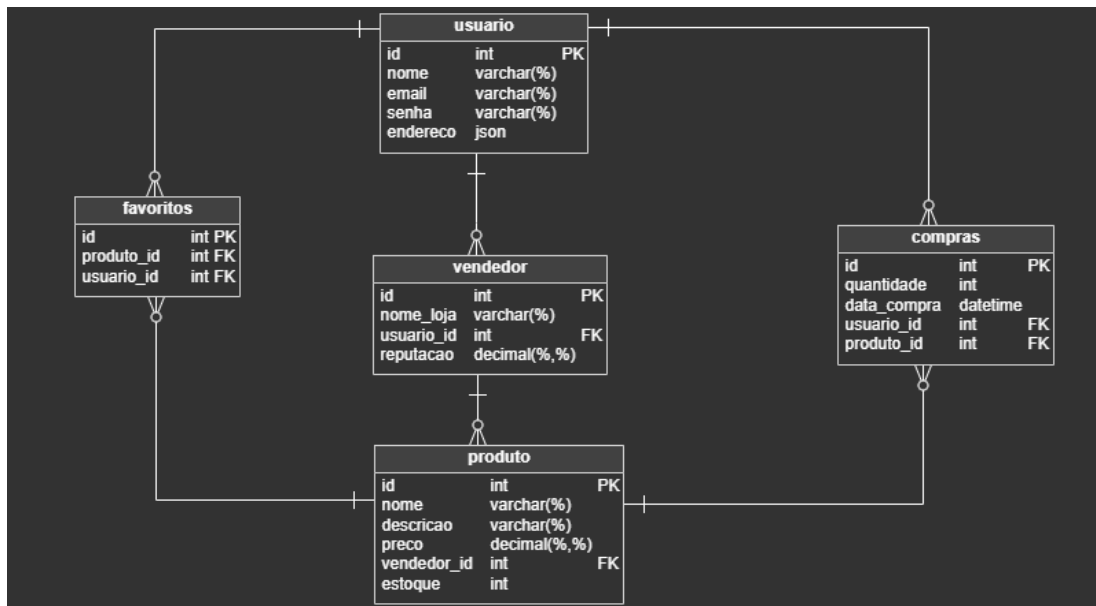 usuario
id int PK
nome varchar(%)
email varchar(%)
senha varchar(%)
endereco json
favoritos
id int PK
produto_id int FK
usuario_id int FK
vendedor
id int PK
nome_loja varchar(%)
usuario_id int FK
reputacao decimal(%,%)
compras
id int PK
quantidade int
data_compra datetime
usuario_id int FK
produto_id int FK
produto
id int PK
nome varchar(%)
descricao varchar(%)
preco decimal(%,%)
vendedor_id int FK
estoque int